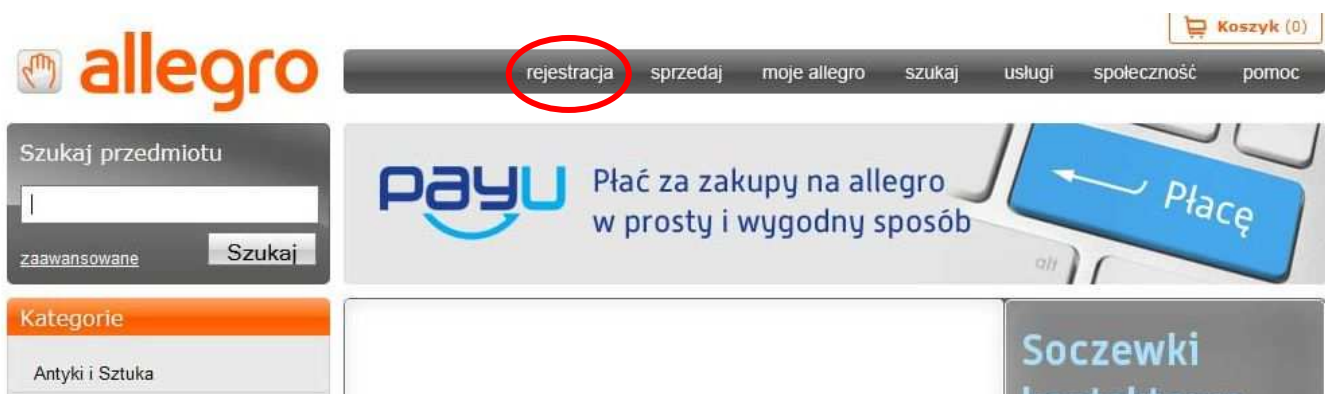 Koszyk (0)
allegro
rejestracja sprzedaj moje allegro szukaj usługi społeczność pomoc
Szukaj przedmiotu
zaawansowane Szukaj
payu
Płać za zakupy na allegro
w prosty i wygodny sposób
Płacę
alt
Kategorie
Antyki i Sztuka
Soczewki